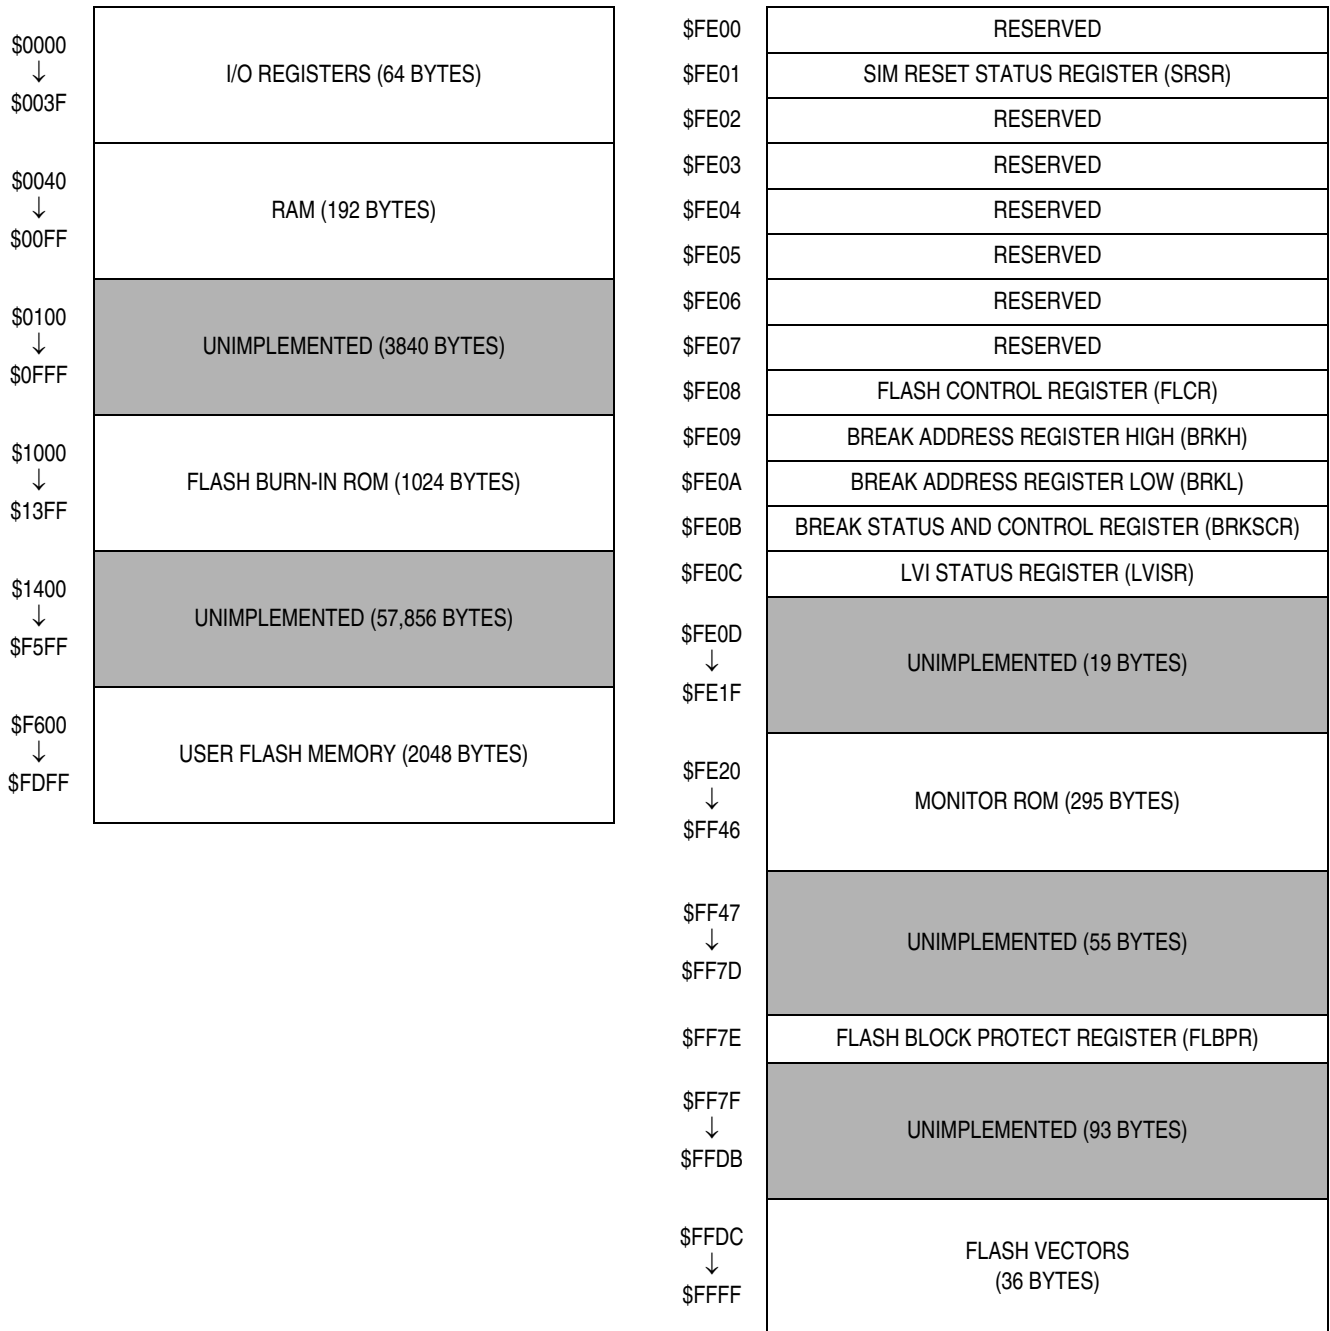 $0000
↓
$003F
I/O REGISTERS (64 BYTES)
$0040
↓
$00FF
RAM (192 BYTES)
$0100
↓
$0FFF
UNIMPLEMENTED (3840 BYTES)
$1000
↓
$13FF
FLASH BURN-IN ROM (1024 BYTES)
$1400
↓
$F5FF
UNIMPLEMENTED (57,856 BYTES)
$F600
↓
$FDFF
USER FLASH MEMORY (2048 BYTES)
$FE00 RESERVED
$FE01 SIM RESET STATUS REGISTER (SRSR)
$FE02 RESERVED
$FE03 RESERVED
$FE04 RESERVED
$FE05 RESERVED
$FE06 RESERVED
$FE07 RESERVED
$FE08 FLASH CONTROL REGISTER (FLCR)
$FE09 BREAK ADDRESS REGISTER HIGH (BRKH)
$FE0A BREAK ADDRESS REGISTER LOW (BRKL)
$FE0B BREAK STATUS AND CONTROL REGISTER (BRKSCR)
$FE0C LVI STATUS REGISTER (LVISR)
$FE0D
↓
$FE1F
UNIMPLEMENTED (19 BYTES)
$FE20
↓
$FF46
MONITOR ROM (295 BYTES)
$FF47
↓
$FF7D
UNIMPLEMENTED (55 BYTES)
$FF7E FLASH BLOCK PROTECT REGISTER (FLBPR)
$FF7F
↓
$FFDB
UNIMPLEMENTED (93 BYTES)
$FFDC
↓
$FFFF
FLASH VECTORS
(36 BYTES)